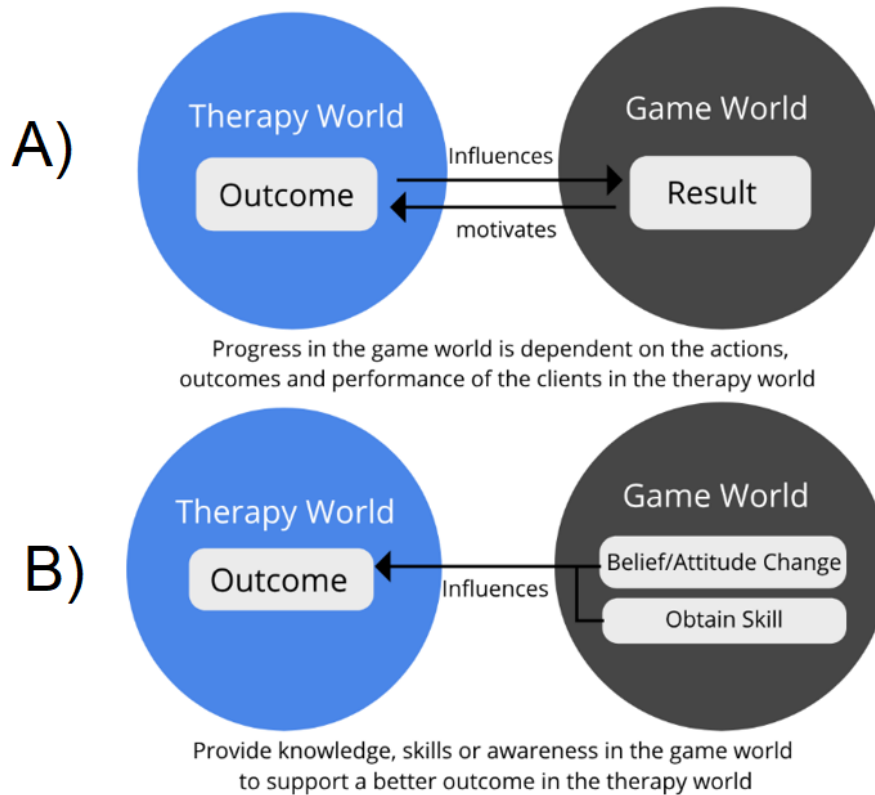 A)
Therapy World
Game World
Influences
Outcome
Result
motivates
Progress in the game world is dependent on the actions,
outcomes and performance of the clients in the therapy world
B)
Therapy World
Game World
Outcome
Belief/Attitude Change
Influences
Obtain Skill
Provide knowledge, skills or awareness in the game world
to support a better outcome in the therapy world